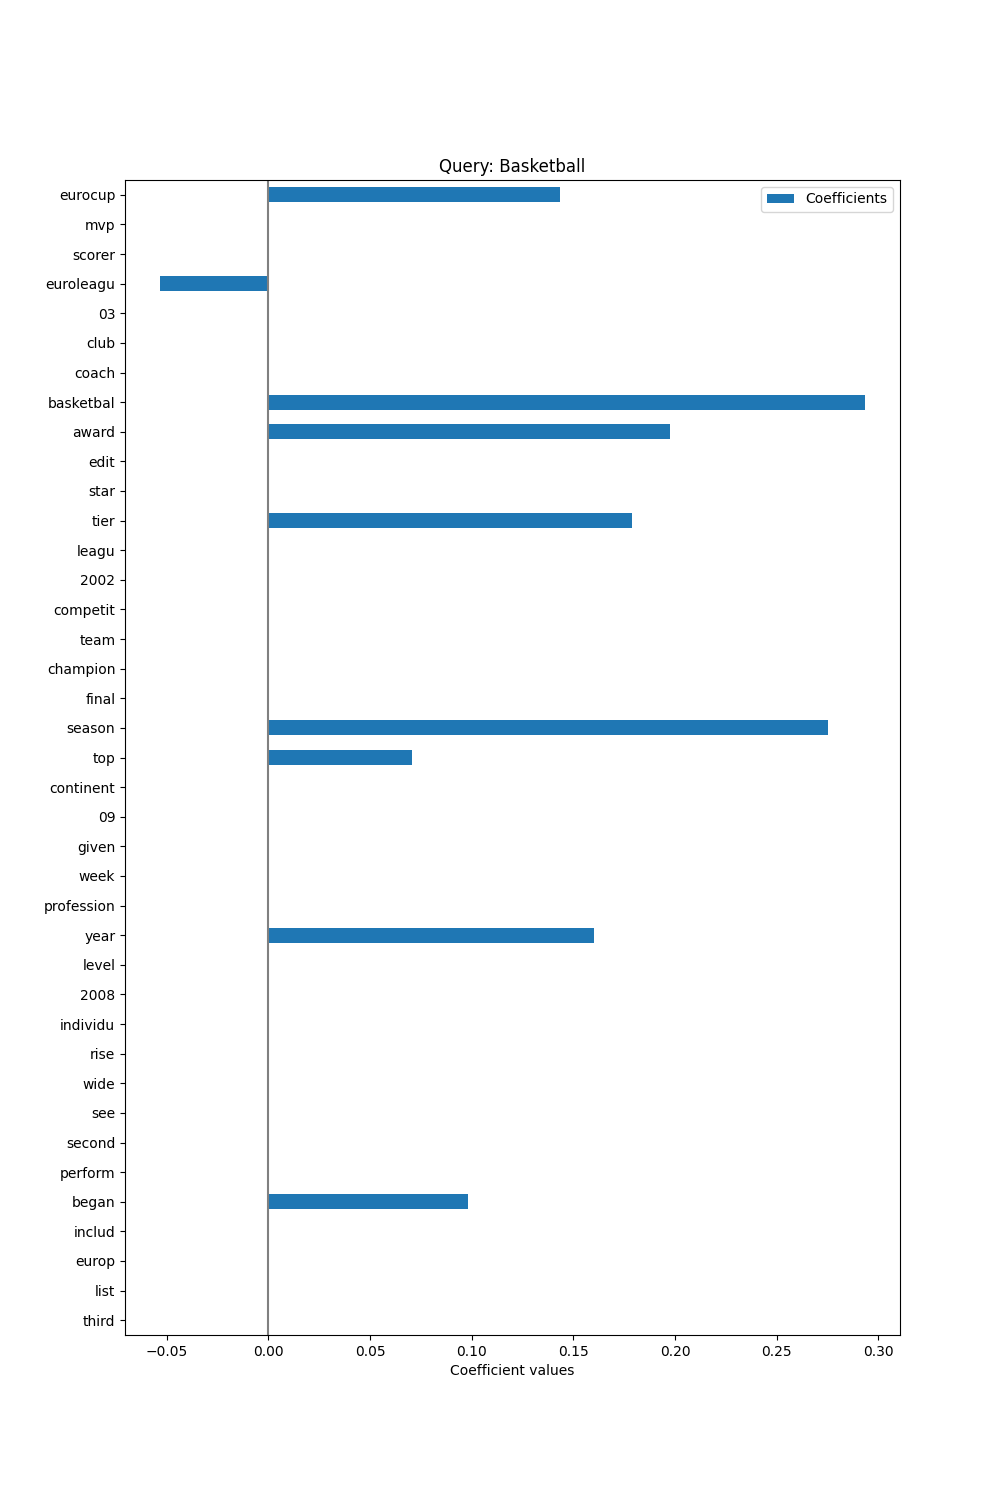 Query: Basketball
Coefficients
eurocup
mvp
scorer
euroleagu
03
club
coach
basketbal
award
edit
star
tier
leagu
2002
competit
team
champion
final
season
top
continent
09
given
week
profession
year
level
2008
individu
rise
wide
see
second
perform
began
includ
europ
list
third
−0.05 0.00 0.05 0.10 0.15 0.20 0.25 0.30
Coefficient values